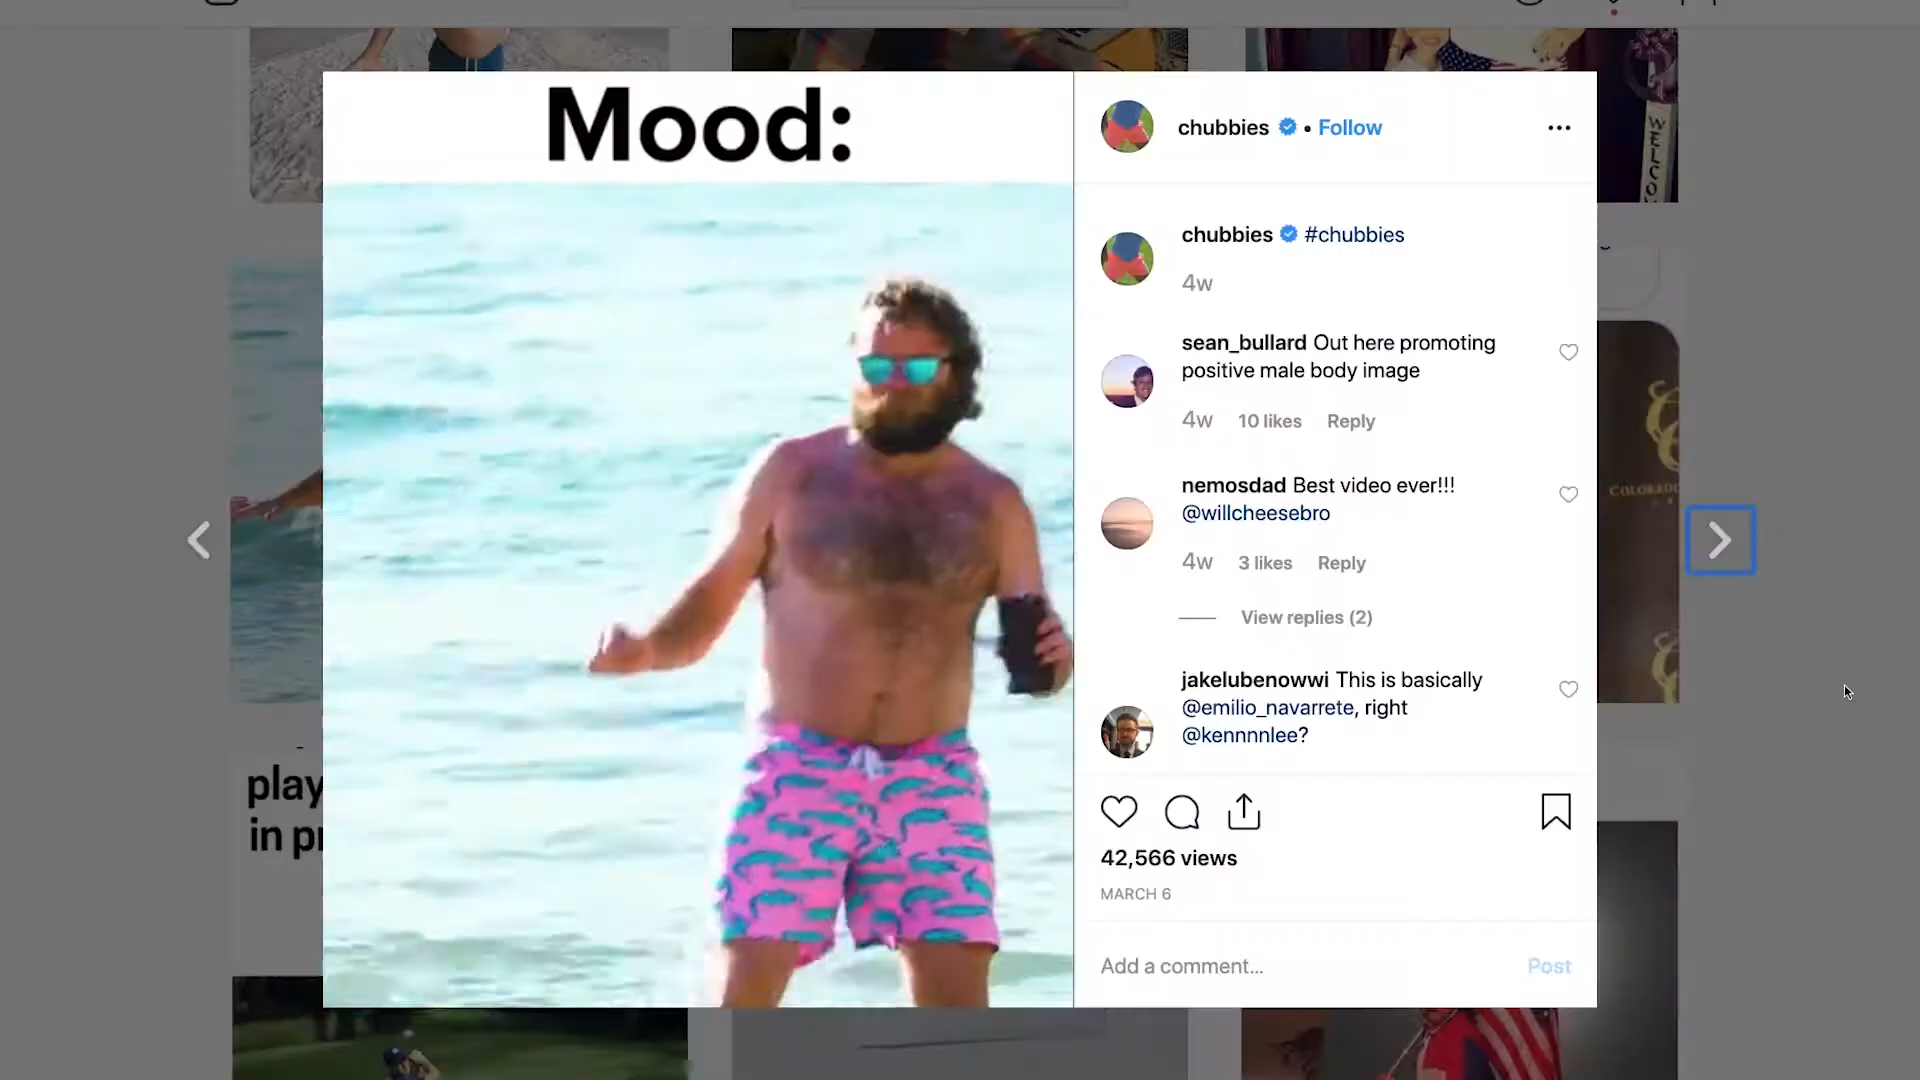 Mood:
chubbies • Follow
chubbies #chubbies
4w
sean_bullard Out here promoting
positive male body image
4w 10 likes Reply
nemosdad Best video ever!!!
@willcheesebro
4w 3 likes Reply
View replies (2)
jakelubenowwi This is basically
@emilio_navarrete, right
@kennnnlee?
42,566 views
MARCH 6
Add a comment... Post
play
in pr
WELCO
COLORADO